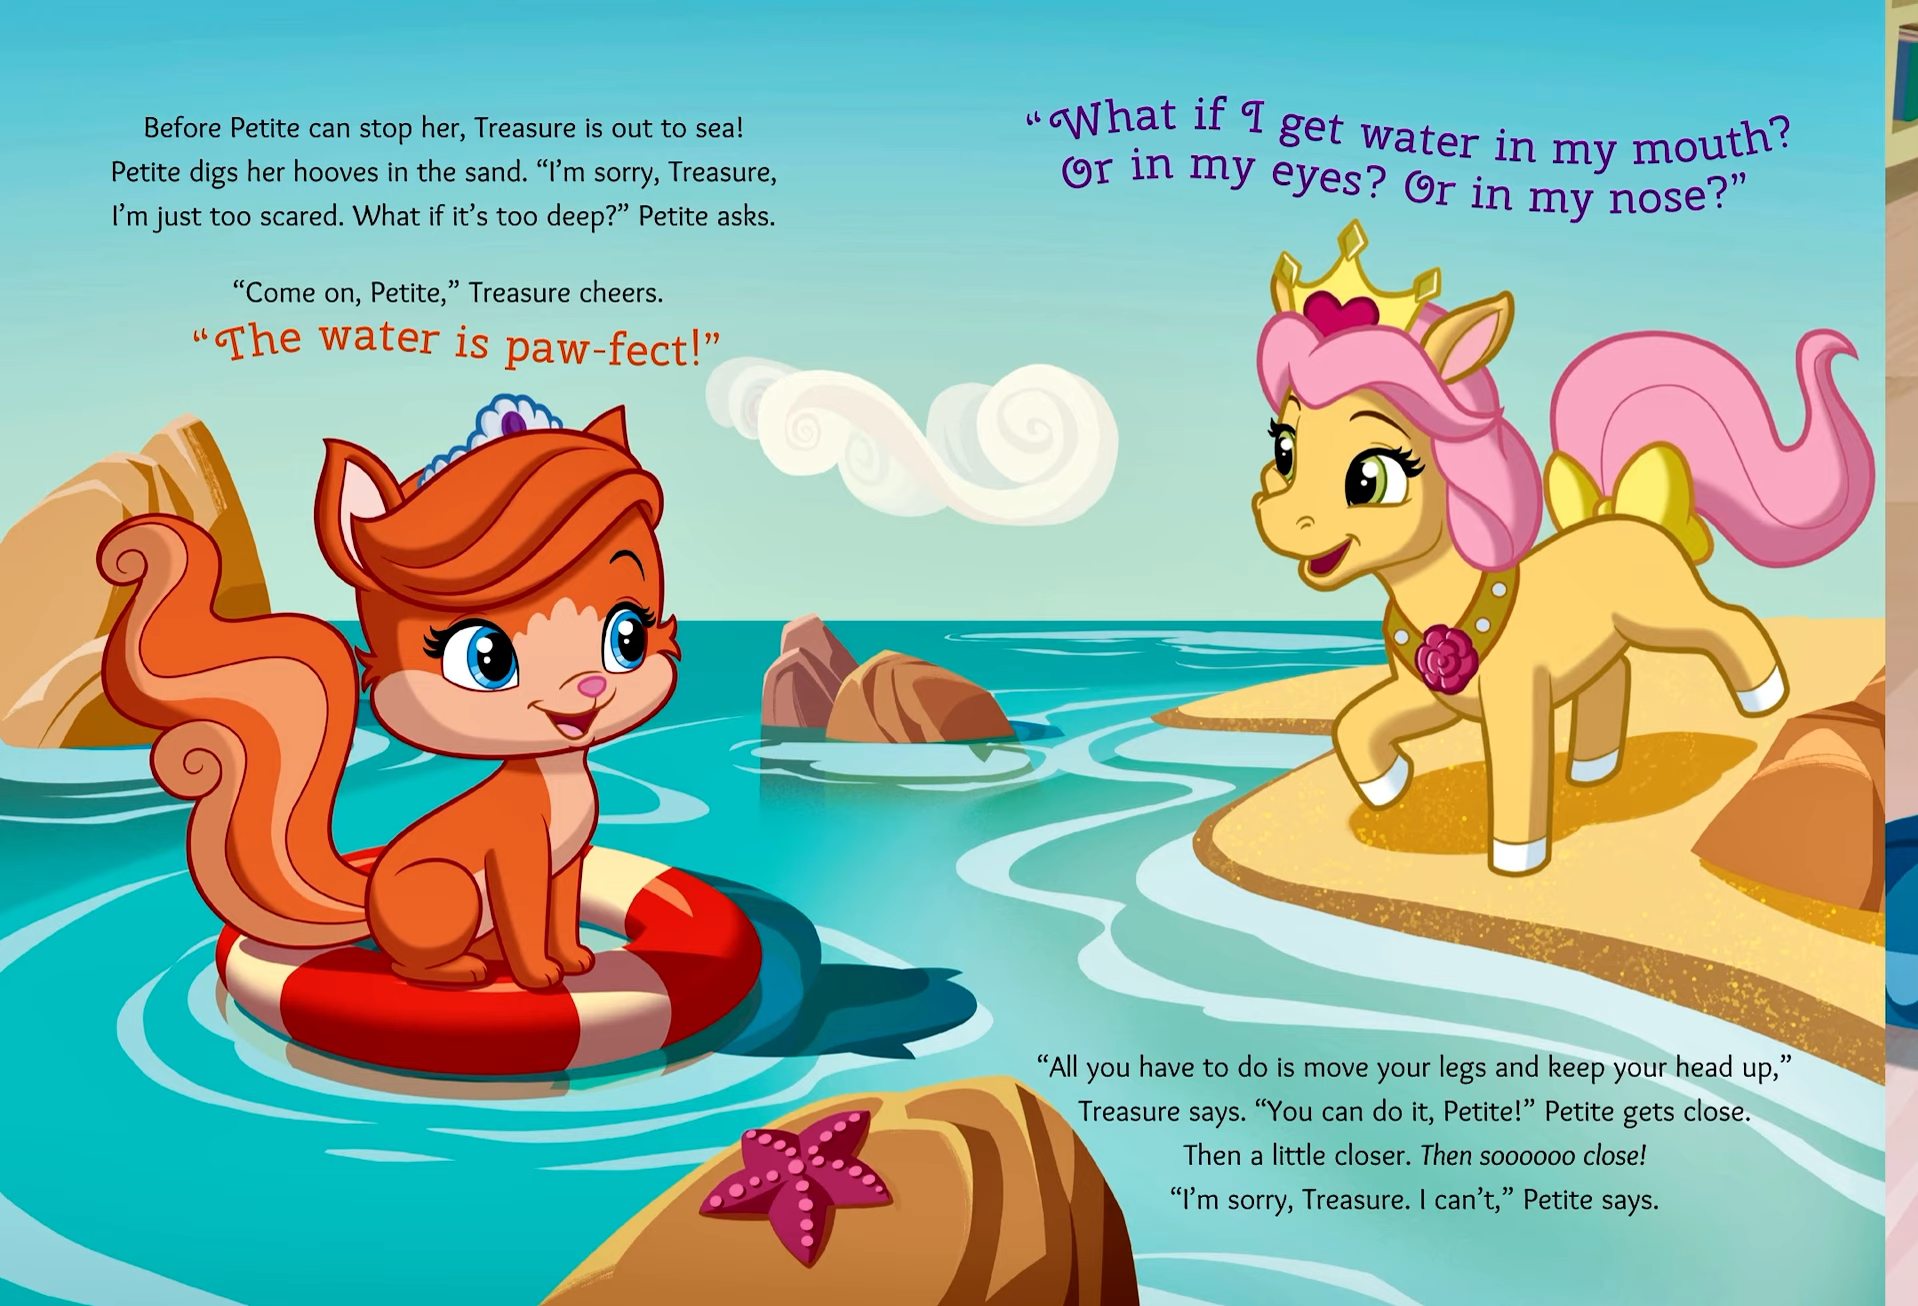 Before Petite can stop her, Treasure is out to sea!
Petite digs her hooves in the sand. “I’m sorry, Treasure,
I’m just too scared. What if it’s too deep?” Petite asks.
“Come on, Petite,” Treasure cheers.
“The water is paw-fect!”
“What if I get water in my mouth?
Or in my eyes? Or in my nose?”
“All you have to do is move your legs and keep your head up,”
Treasure says. “You can do it, Petite!” Petite gets close.
Then a little closer. Then soooooo close!
“I’m sorry, Treasure. I can’t,” Petite says.